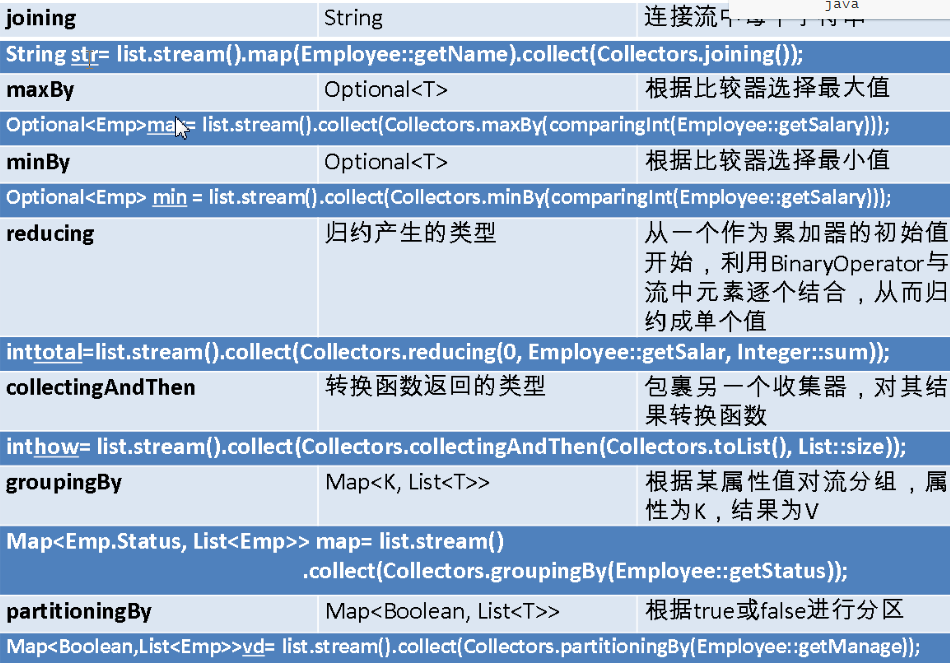 java
joining String 连接流中每个字符串
String str= list.stream().map(Employee::getName).collect(Collectors.joining());
maxBy Optional<T> 根据比较器选择最大值
Optional<Emp>max= list.stream().collect(Collectors.maxBy(comparingInt(Employee::getSalary)));
minBy Optional<T> 根据比较器选择最小值
Optional<Emp> min = list.stream().collect(Collectors.minBy(comparingInt(Employee::getSalary)));
reducing 归约产生的类型 从一个作为累加器的初始值
开始，利用BinaryOperator与
流中元素逐个结合，从而归
约成单个值
inttotal=list.stream().collect(Collectors.reducing(0, Employee::getSalar, Integer::sum));
collectingAndThen 转换函数返回的类型 包裹另一个收集器，对其结
果转换函数
inthow= list.stream().collect(Collectors.collectingAndThen(Collectors.toList(), List::size));
groupingBy Map<K, List<T>> 根据某属性值对流分组，属
性为K，结果为V
Map<Emp.Status, List<Emp>> map= list.stream()
.collect(Collectors.groupingBy(Employee::getStatus));
partitioningBy Map<Boolean, List<T>> 根据true或false进行分区
Map<Boolean,List<Emp>>vd= list.stream().collect(Collectors.partitioningBy(Employee::getManage));